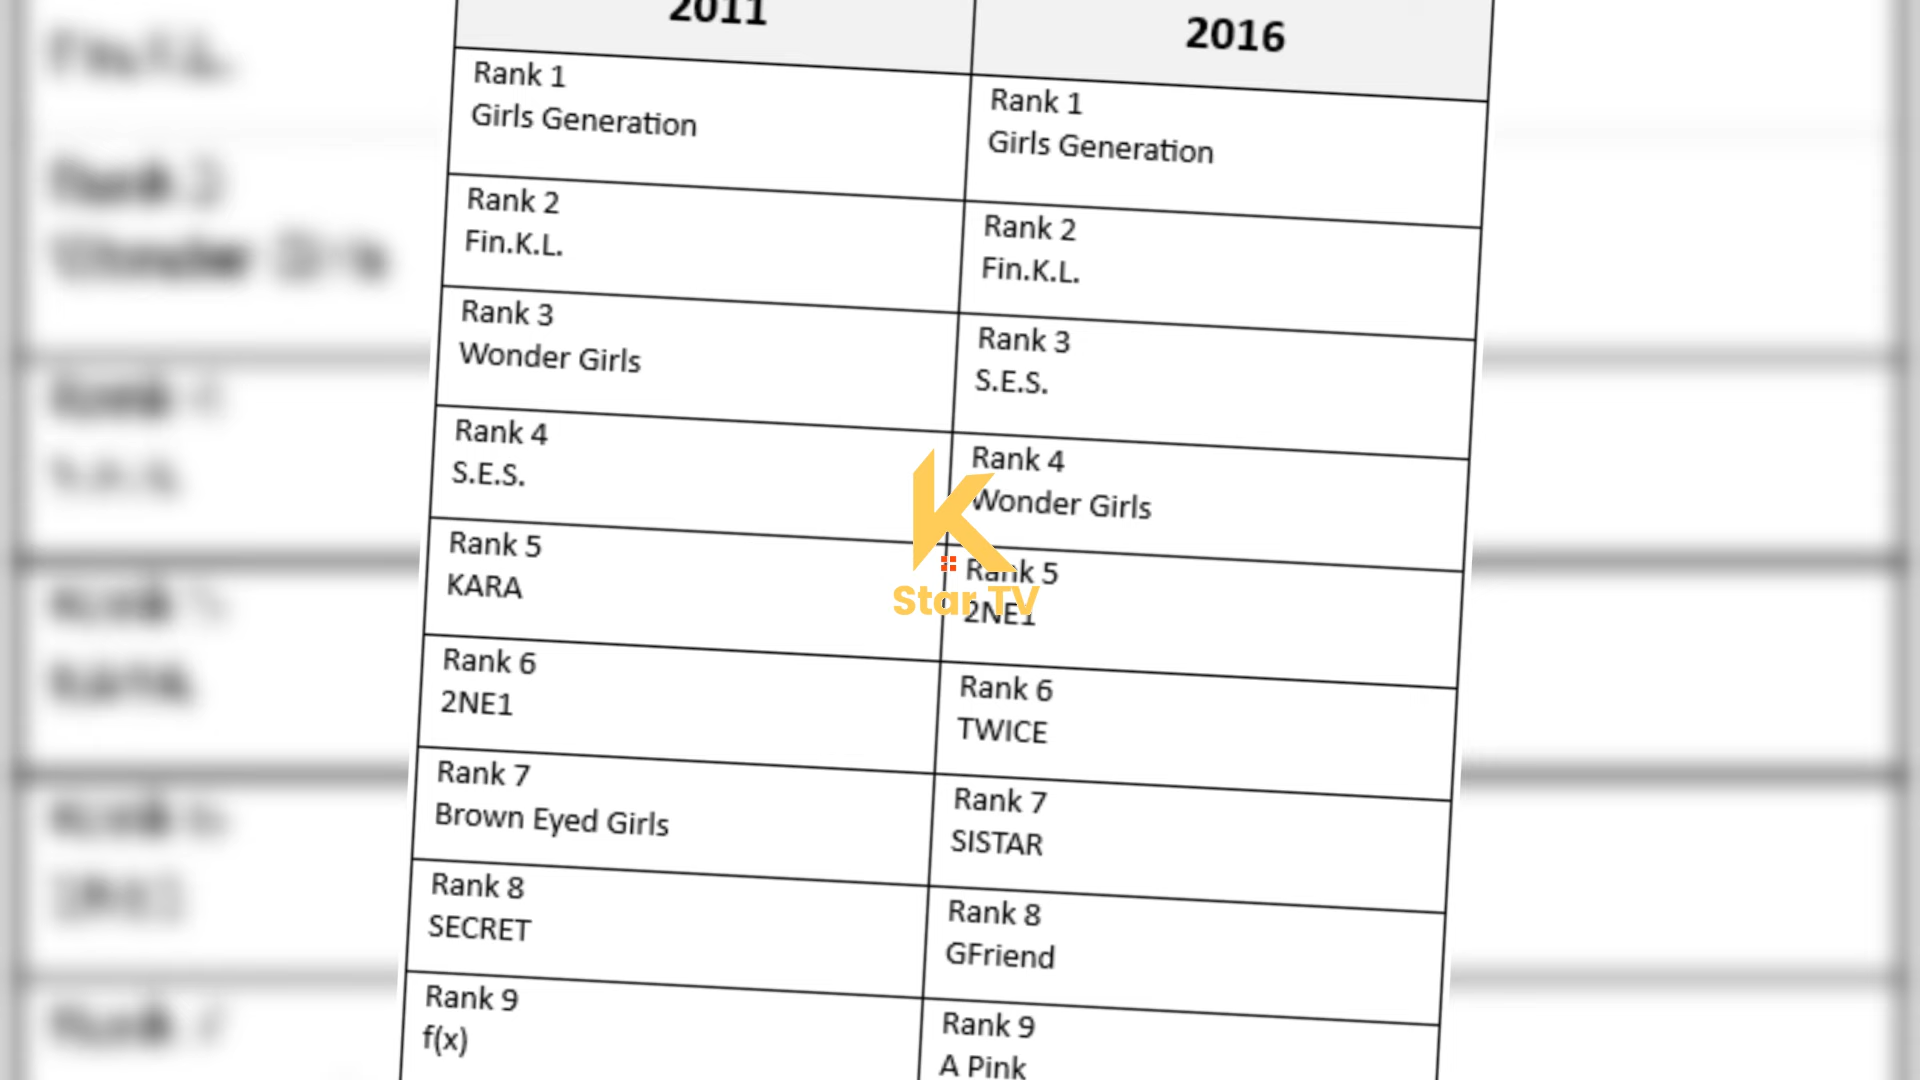 2011
2016
Rank 1
Girls Generation
Rank 1
Girls Generation
Rank 2
Fin.K.L.
Rank 2
Fin.K.L.
Rank 3
Wonder Girls
Rank 3
S.E.S.
Rank 4
S.E.S.
Rank 4
Wonder Girls
Rank 5
KARA
Rank 5
2NE1
Rank 6
2NE1
Rank 6
TWICE
Rank 7
Brown Eyed Girls
Rank 7
SISTAR
Rank 8
SECRET
Rank 8
GFriend
Rank 9
f(x)
Rank 9
A Pink
K
Star TV